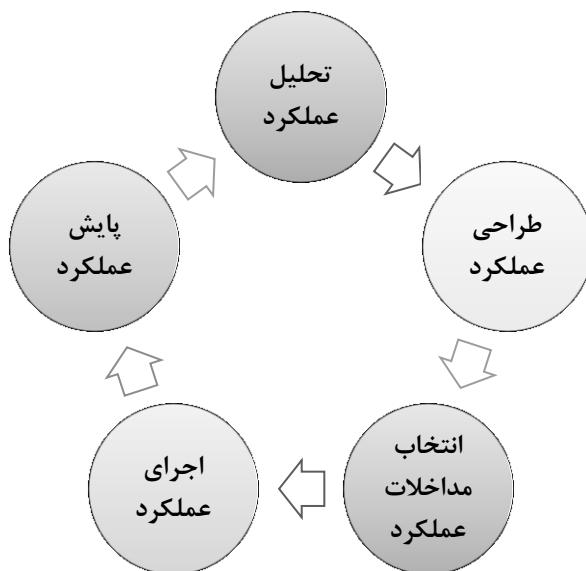 تحلیل
عملکرد
طراحی
عملکرد
انتخاب
مداخلات
عملکرد
اجرای
عملکرد
پایش
عملکرد